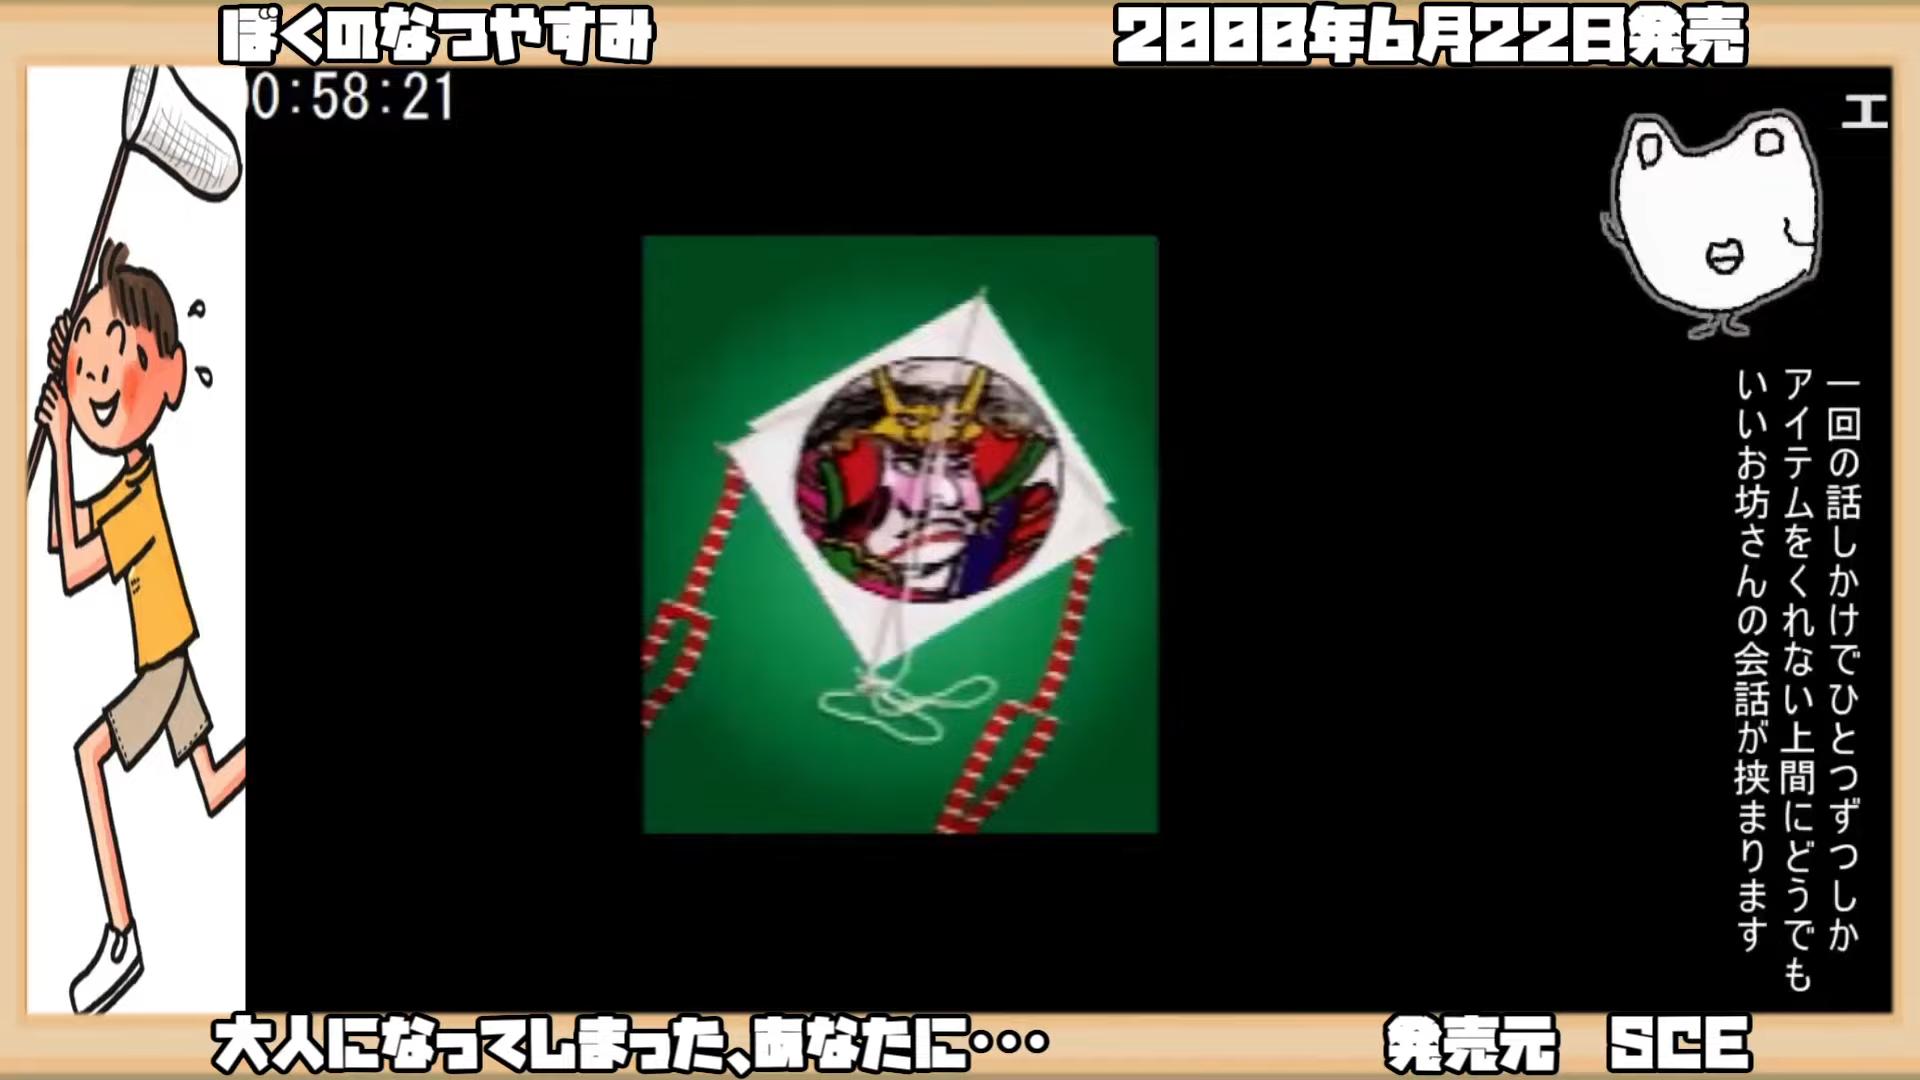 ぼくのなつやすみ
2000年6月22日発売
0:58:21
エ
一回の話しかけでひとつずつしか
アイテムをくれない上間にどうでも
いいお坊さんの会話が挟まります
大人になってしまった、あなたに…
発売元 SCE